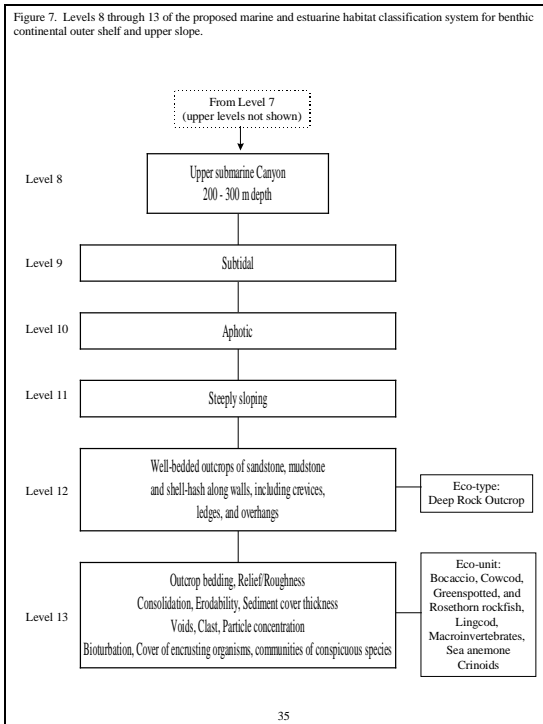 Figure 7.  Levels 8 through 13 of the proposed marine and estuarine habitat classification system for benthic
continental outer shelf and upper slope.
From Level 7
(upper levels not shown)
Level 8
Upper submarine Canyon
200 - 300 m depth
Level 9
Subtidal
Level 10
Aphotic
Level 11
Steeply sloping
Level 12
Well-bedded outcrops of sandstone, mudstone
and shell-hash along walls, including crevices,
ledges, and overhangs
Eco-type:
Deep Rock Outcrop
Level 13
Outcrop bedding, Relief/Roughness
Consolidation, Erodability, Sediment cover thickness
Voids, Clast, Particle concentration
Bioturbation, Cover of encrusting organisms, communities of conspicuous species
Eco-unit:
Bocaccio, Cowcod,
Greenspotted, and
Rosethorn rockfish,
Lingcod,
Macroinvertebrates,
Sea anemone
Crinoids
35